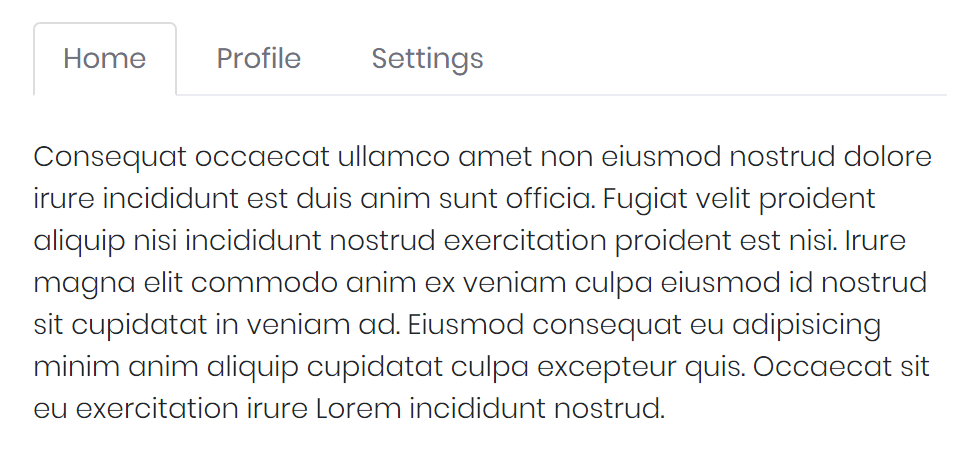 Home Profile Settings
Consequat occaecat ullamco amet non eiusmod nostrud dolore
irure incididunt est duis anim sunt officia. Fugiat velit proident
aliquip nisi incididunt nostrud exercitation proident est nisi. Irure
magna elit commodo anim ex veniam culpa eiusmod id nostrud
sit cupidatat in veniam ad. Eiusmod consequat eu adipisicing
minim anim aliquip cupidatat culpa excepteur quis. Occaecat sit
eu exercitation irure Lorem incididunt nostrud.